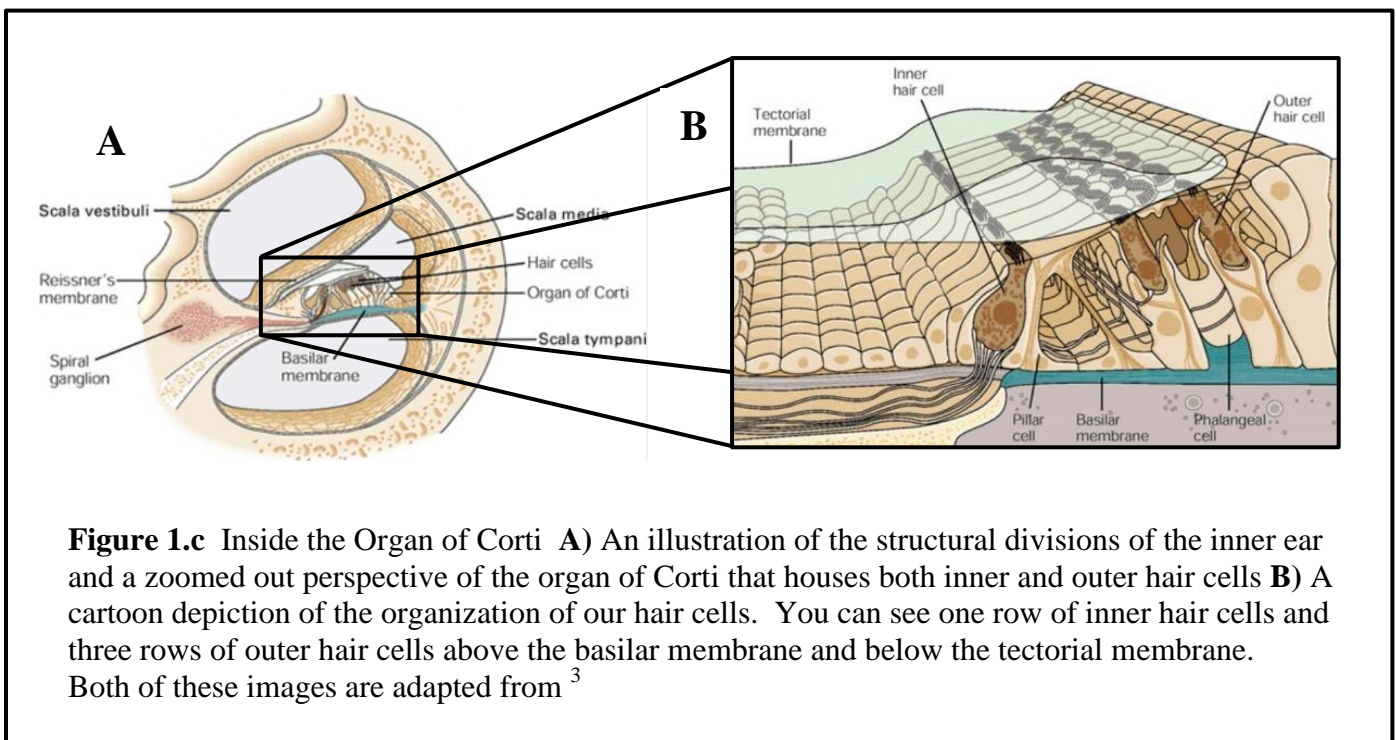 A
Scala vestibuli
Reissner's
membrane
Spiral
ganglion
Basilar
membrane
Scala media
Hair cells
Organ of Corti
Scala tympani
B
Inner
hair cell
Tectorial
membrane
Outer
hair cell
Pillar
cell
Basilar
membrane
Phalangeal
cell
Figure 1.c Inside the Organ of Corti A) An illustration of the structural divisions of the inner ear
and a zoomed out perspective of the organ of Corti that houses both inner and outer hair cells B) A
cartoon depiction of the organization of our hair cells. You can see one row of inner hair cells and
three rows of outer hair cells above the basilar membrane and below the tectorial membrane.
Both of these images are adapted from 3